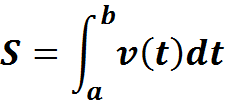 S = ∫_a^b v(t)dt